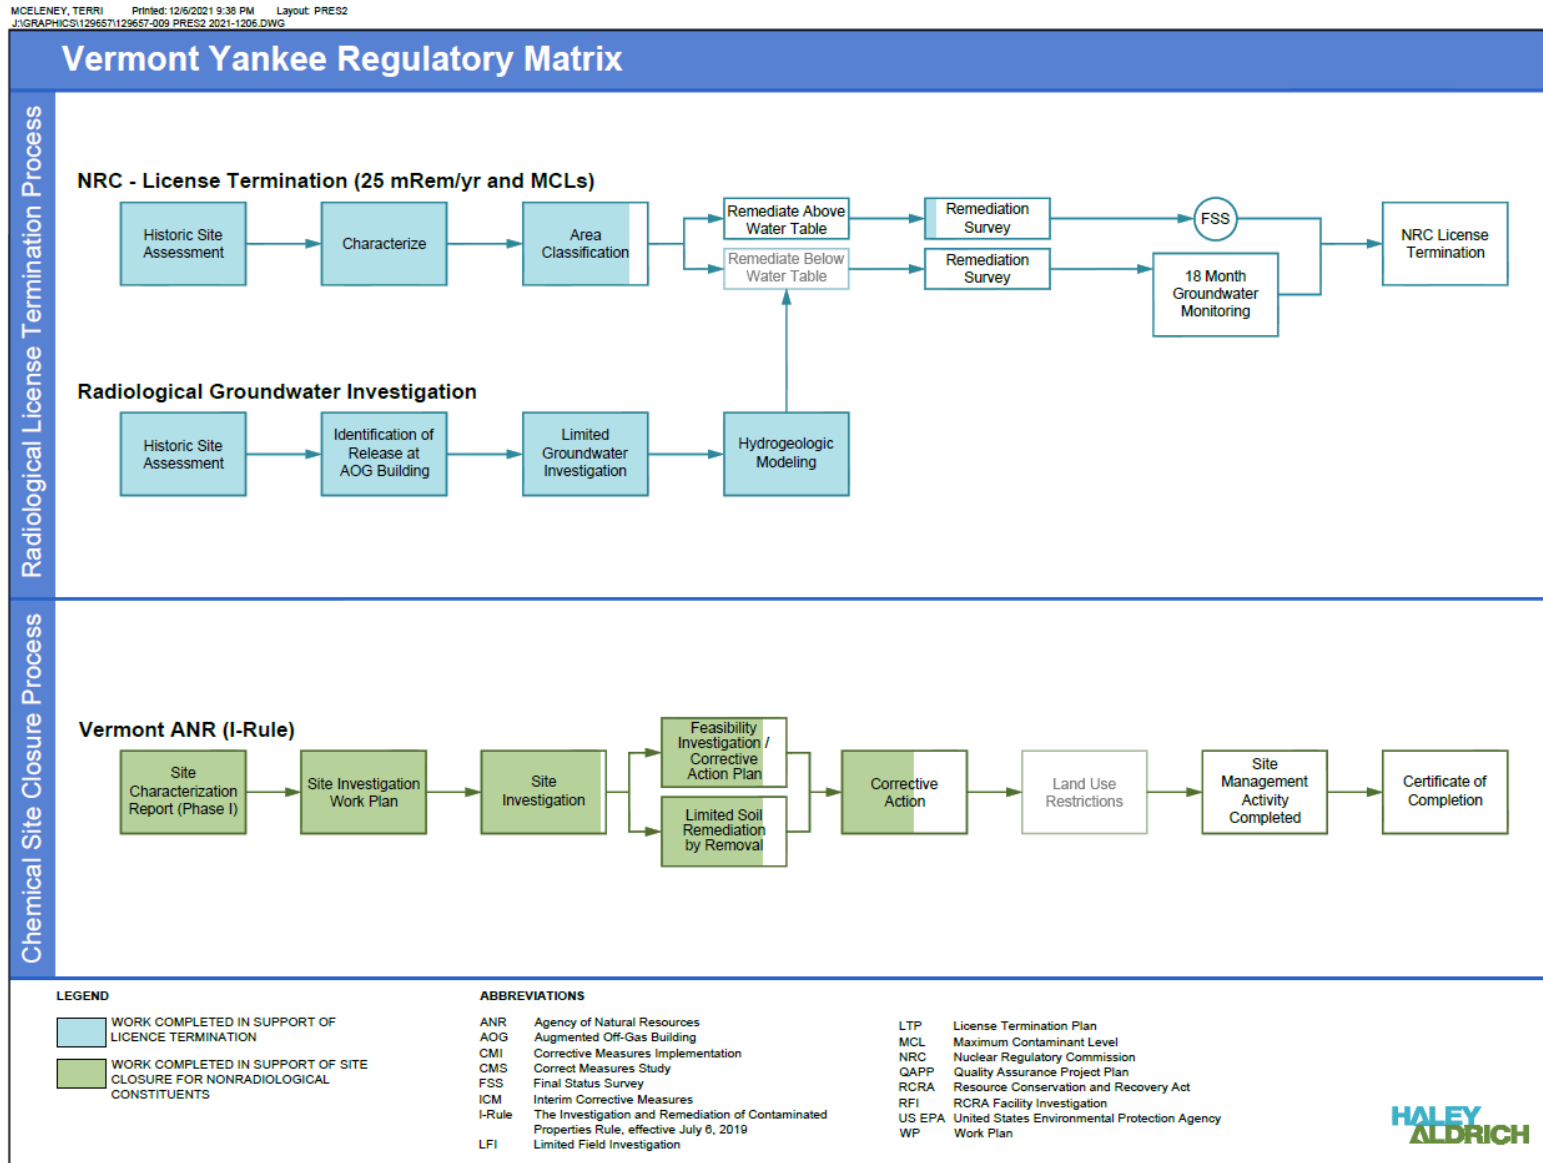 MCELENEY, TERRI Printed: 12/6/2021 9:38 PM Layout: PRES2
J:\GRAPHICS\129657\129657-009 PRES2 2021-1206.DWG
Vermont Yankee Regulatory Matrix
Radiological License Termination Process
NRC - License Termination (25 mRem/yr and MCLs)
Historic Site
Assessment
Characterize
Area
Classification
Remediate Above
Water Table
Remediation
Survey
FSS
NRC License
Termination
Remediate Below
Water Table
Remediation
Survey
18 Month
Groundwater
Monitoring
Radiological Groundwater Investigation
Historic Site
Assessment
Identification of
Release at
AOG Building
Limited
Groundwater
Investigation
Hydrogeologic
Modeling
Chemical Site Closure Process
Vermont ANR (I-Rule)
Site
Characterization
Report (Phase I)
Site Investigation
Work Plan
Site
Investigation
Feasibility
Investigation /
Corrective
Action Plan
Limited Soil
Remediation
by Removal
Corrective
Action
Land Use
Restrictions
Site
Management
Activity
Completed
Certificate of
Completion
LEGEND
WORK COMPLETED IN SUPPORT OF
LICENCE TERMINATION
WORK COMPLETED IN SUPPORT OF SITE
CLOSURE FOR NONRADIOLOGICAL
CONSTITUENTS
ABBREVIATIONS
ANR Agency of Natural Resources
AOG Augmented Off-Gas Building
CMI Corrective Measures Implementation
CMS Correct Measures Study
FSS Final Status Survey
ICM Interim Corrective Measures
I-Rule The Investigation and Remediation of Contaminated
Properties Rule, effective July 6, 2019
LFI Limited Field Investigation
LTP License Termination Plan
MCL Maximum Contaminant Level
NRC Nuclear Regulatory Commission
QAPP Quality Assurance Project Plan
RCRA Resource Conservation and Recovery Act
RFI RCRA Facility Investigation
US EPA United States Environmental Protection Agency
WP Work Plan
HALEY
ALDRICH